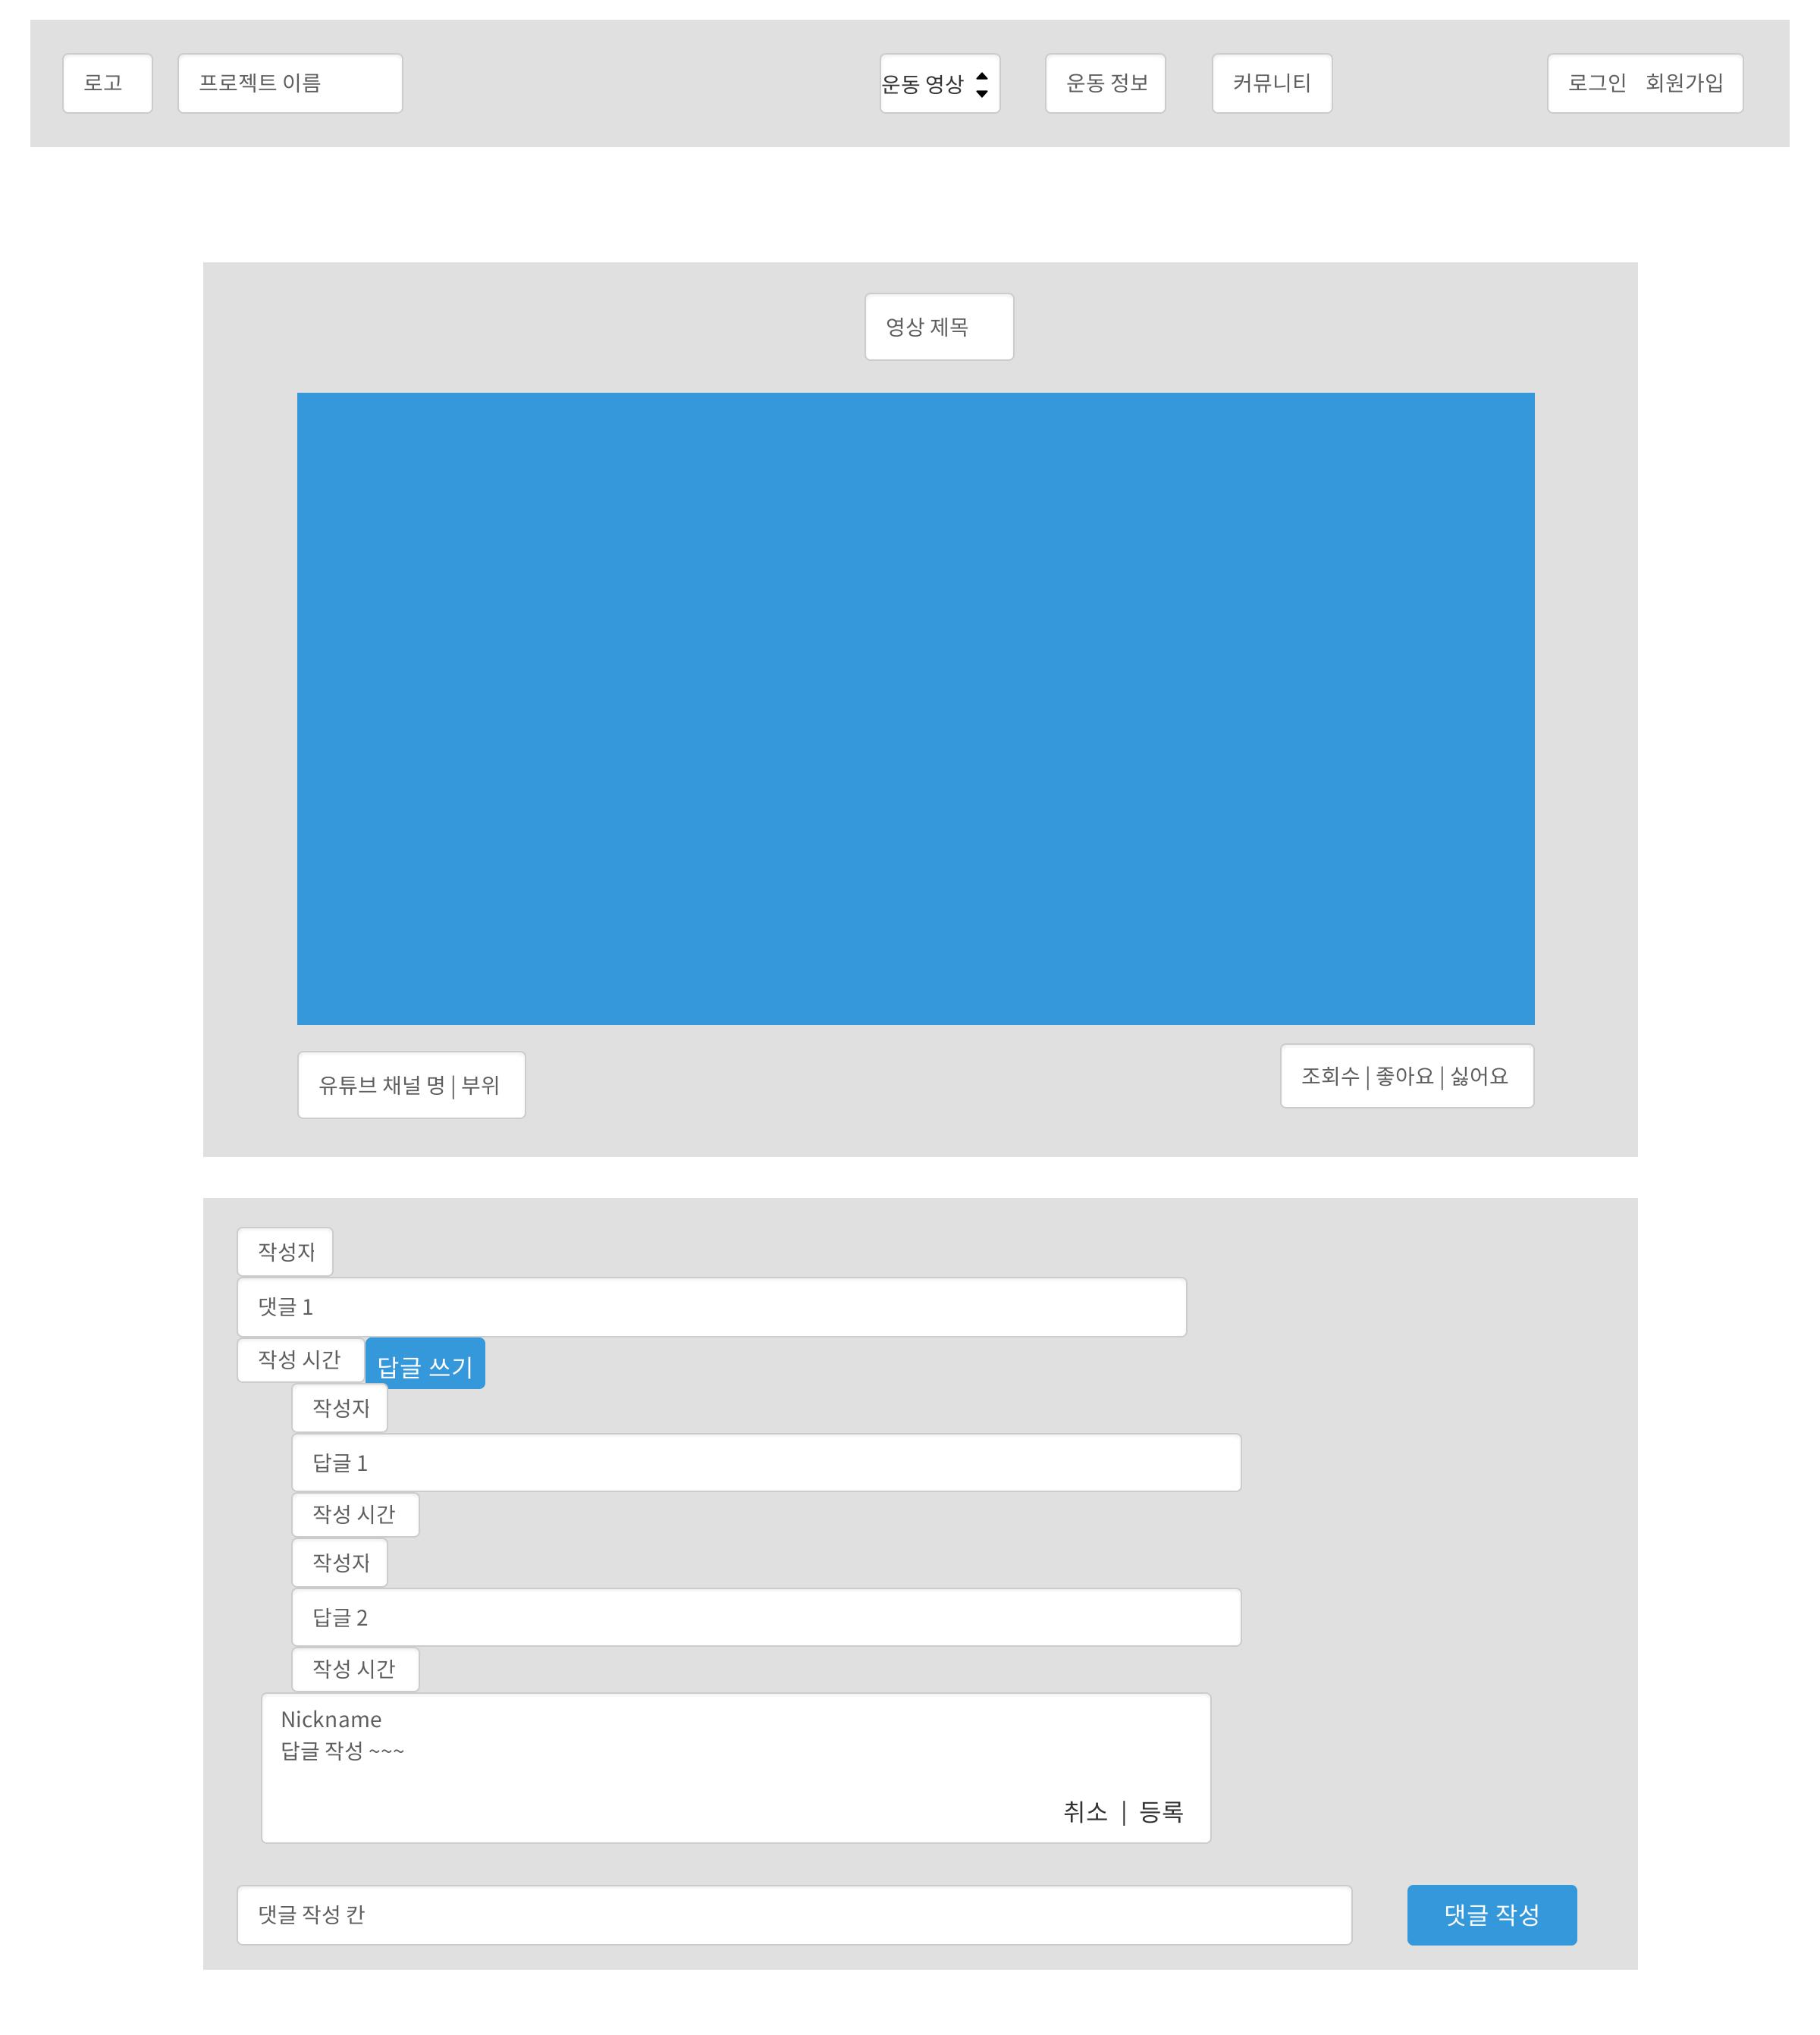 로고
프로젝트 이름
운동 영상
운동 정보
커뮤니티
로그인 회원가입
영상 제목
유튜브 채널 명 | 부위
조회수 | 좋아요 | 싫어요
작성자
댓글 1
작성 시간
답글 쓰기
작성자
답글 1
작성 시간
작성자
답글 2
작성 시간
Nickname
답글 작성 ~~~
취소 | 등록
댓글 작성 칸
댓글 작성